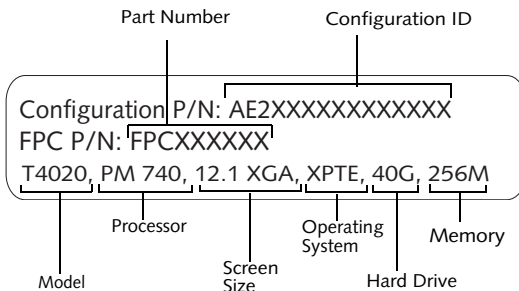 Part Number Configuration ID
Configuration P/N: AE2XXXXXXXXXXXX
FPC P/N: FPCXXXXXX
T4020, PM 740, 12.1 XGA, XPTE, 40G, 256M
Processor Operating System Memory
Model Screen Size Hard Drive